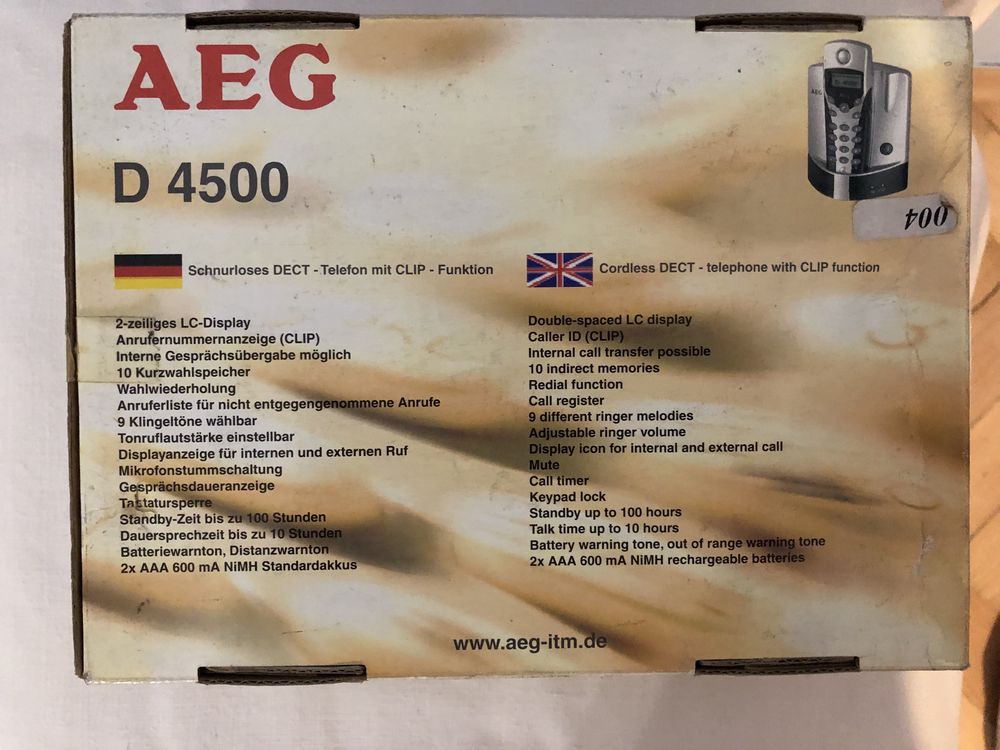 AEG
D 4500
AEG
004
Schnurloses DECT - Telefon mit CLIP - Funktion
2-zeiliges LC-Display
Anrufernummernanzeige (CLIP)
Interne Gesprächsübergabe möglich
10 Kurzwahlspeicher
Wahlwiederholung
Anruferliste für nicht entgegengenommene Anrufe
9 Klingeltöne wählbar
Tonruflautstärke einstellbar
Displayanzeige für internen und externen Ruf
Mikrofonstummschaltung
Gesprächsdaueranzeige
Tastatursperre
Standby-Zeit bis zu 100 Stunden
Dauersprechzeit bis zu 10 Stunden
Batteriewarnton, Distanzwarnton
2x AAA 600 mA NiMH Standardakkus
Cordless DECT - telephone with CLIP function
Double-spaced LC display
Caller ID (CLIP)
Internal call transfer possible
10 indirect memories
Redial function
Call register
9 different ringer melodies
Adjustable ringer volume
Display icon for internal and external call
Mute
Call timer
Keypad lock
Standby up to 100 hours
Talk time up to 10 hours
Battery warning tone, out of range warning tone
2x AAA 600 mA NiMH rechargeable batteries
www.aeg-itm.de